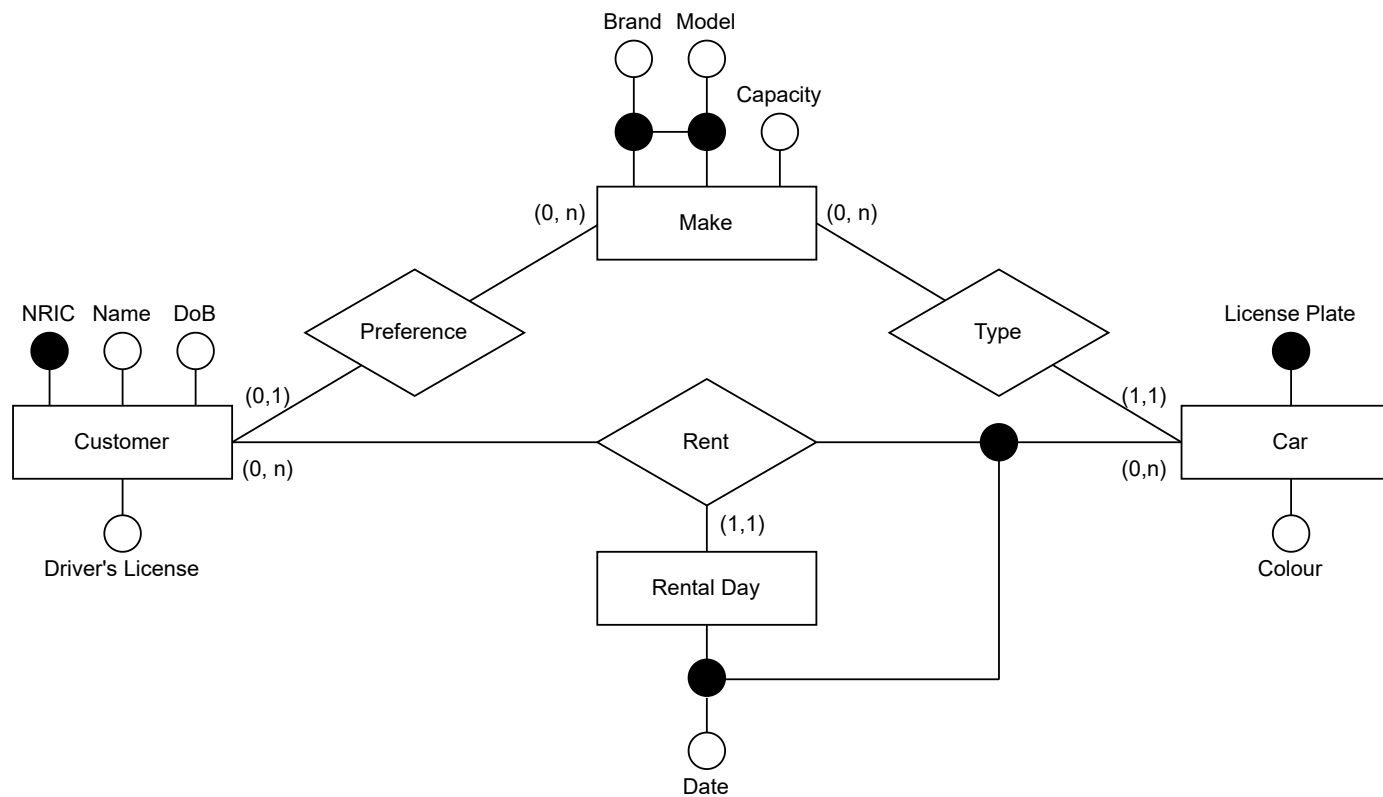 Brand
Model
Capacity
(0, n)
Make
(0, n)
NRIC
Name
DoB
Preference
Type
License Plate
(0,1)
(1,1)
Customer
Rent
Car
(0, n)
(0,n)
(1,1)
Driver's License
Rental Day
Colour
Date